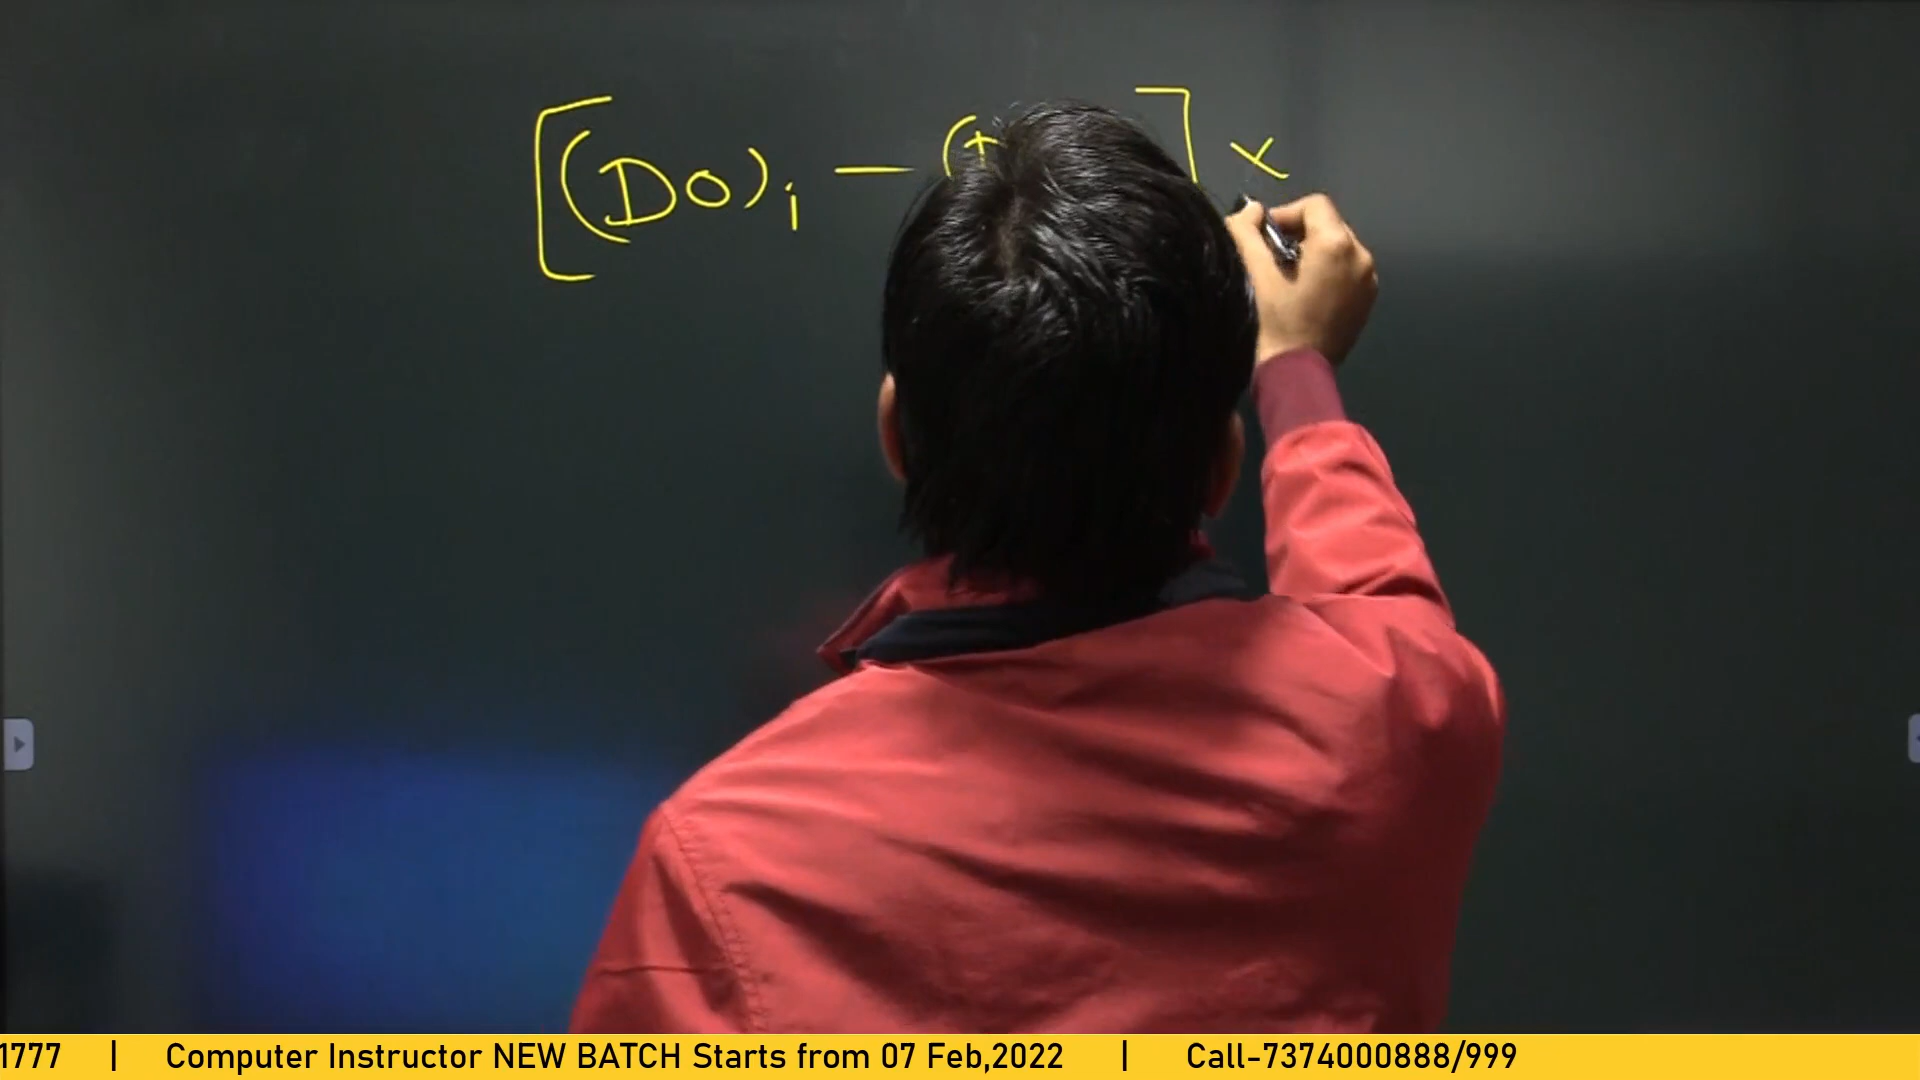 [(DO)i - ( ] x
1777 | Computer Instructor NEW BATCH Starts from 07 Feb,2022 | Call-7374000888/999